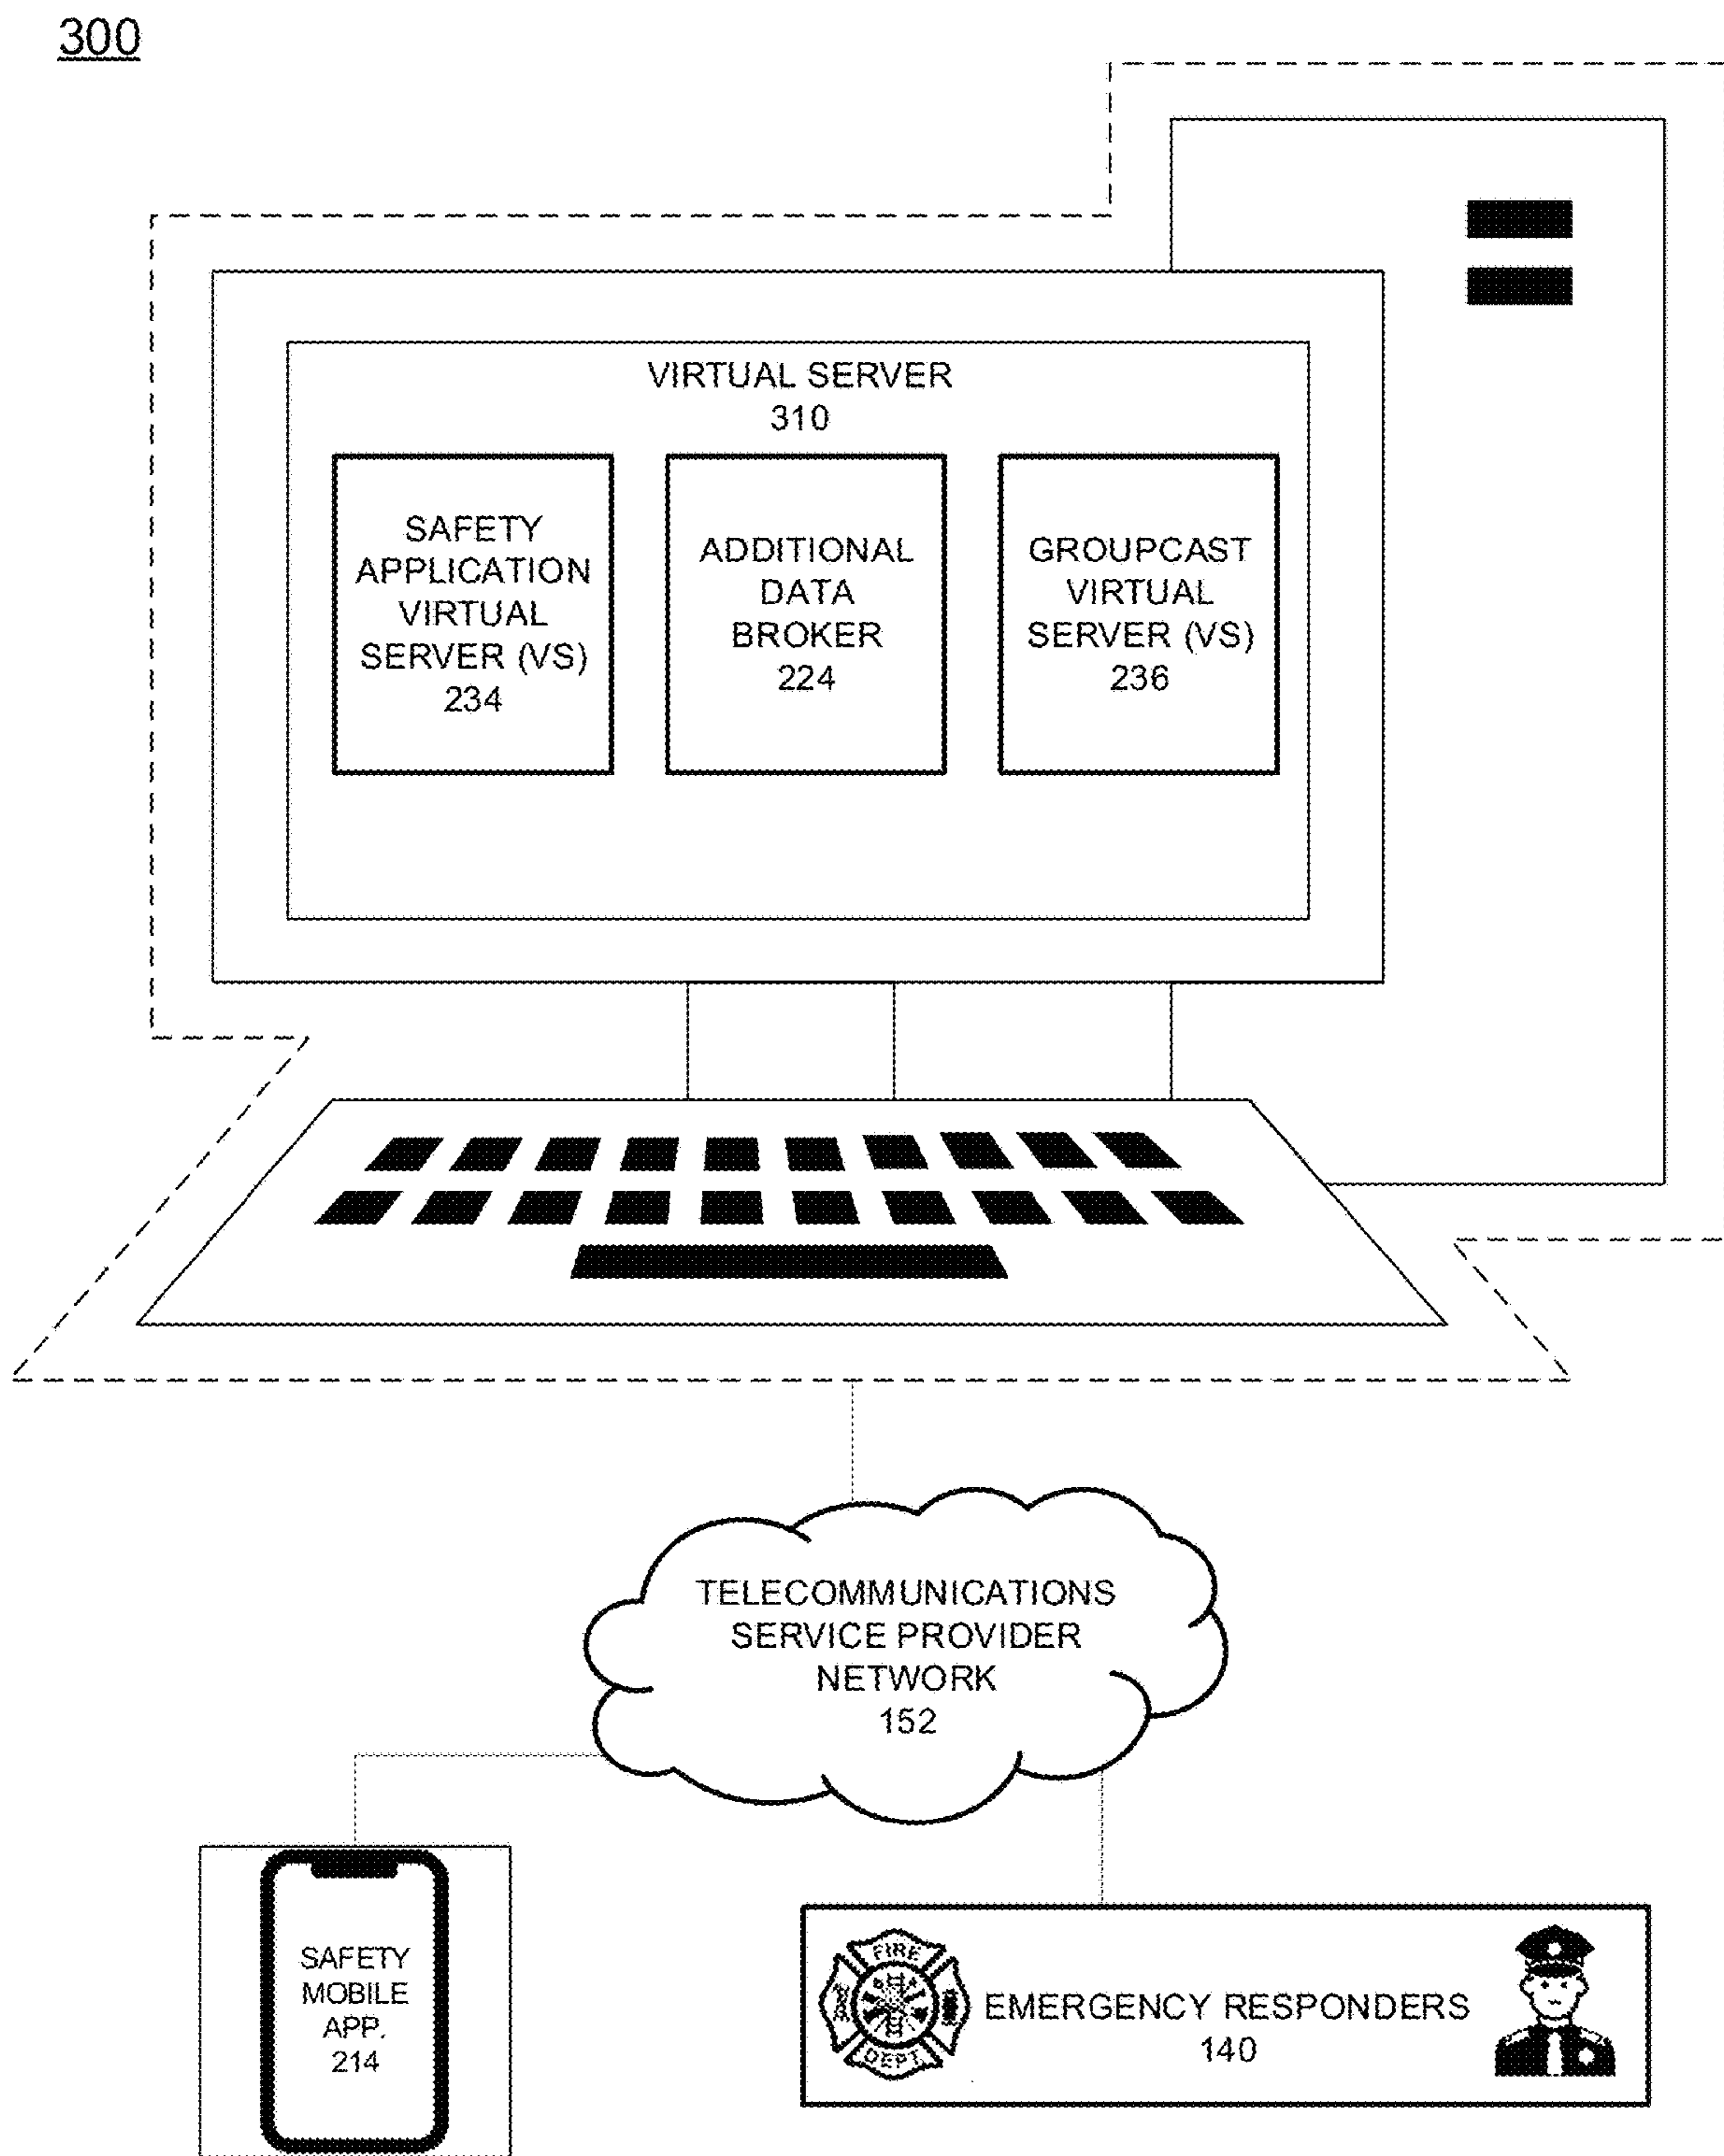 300
VIRTUAL SERVER
310
SAFETY
APPLICATION
VIRTUAL
SERVER (VS)
234
ADDITIONAL
DATA
BROKER
224
GROUPCAST
VIRTUAL
SERVER (VS)
236
TELECOMMUNICATIONS
SERVICE PROVIDER
NETWORK
152
SAFETY
MOBILE
APP.
214
FIRE
DEPT
EMERGENCY RESPONDERS
140